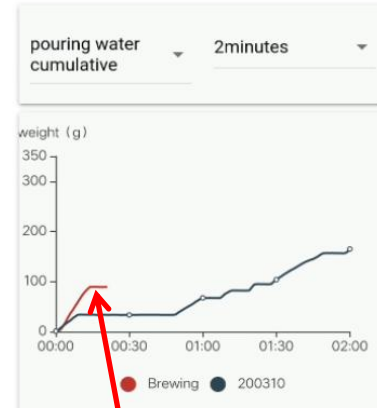 pouring water
cumulative
2minutes
weight (g)
350
300
200
100
0
00:00 00:30 01:00 01:30 02:00
Brewing 200310